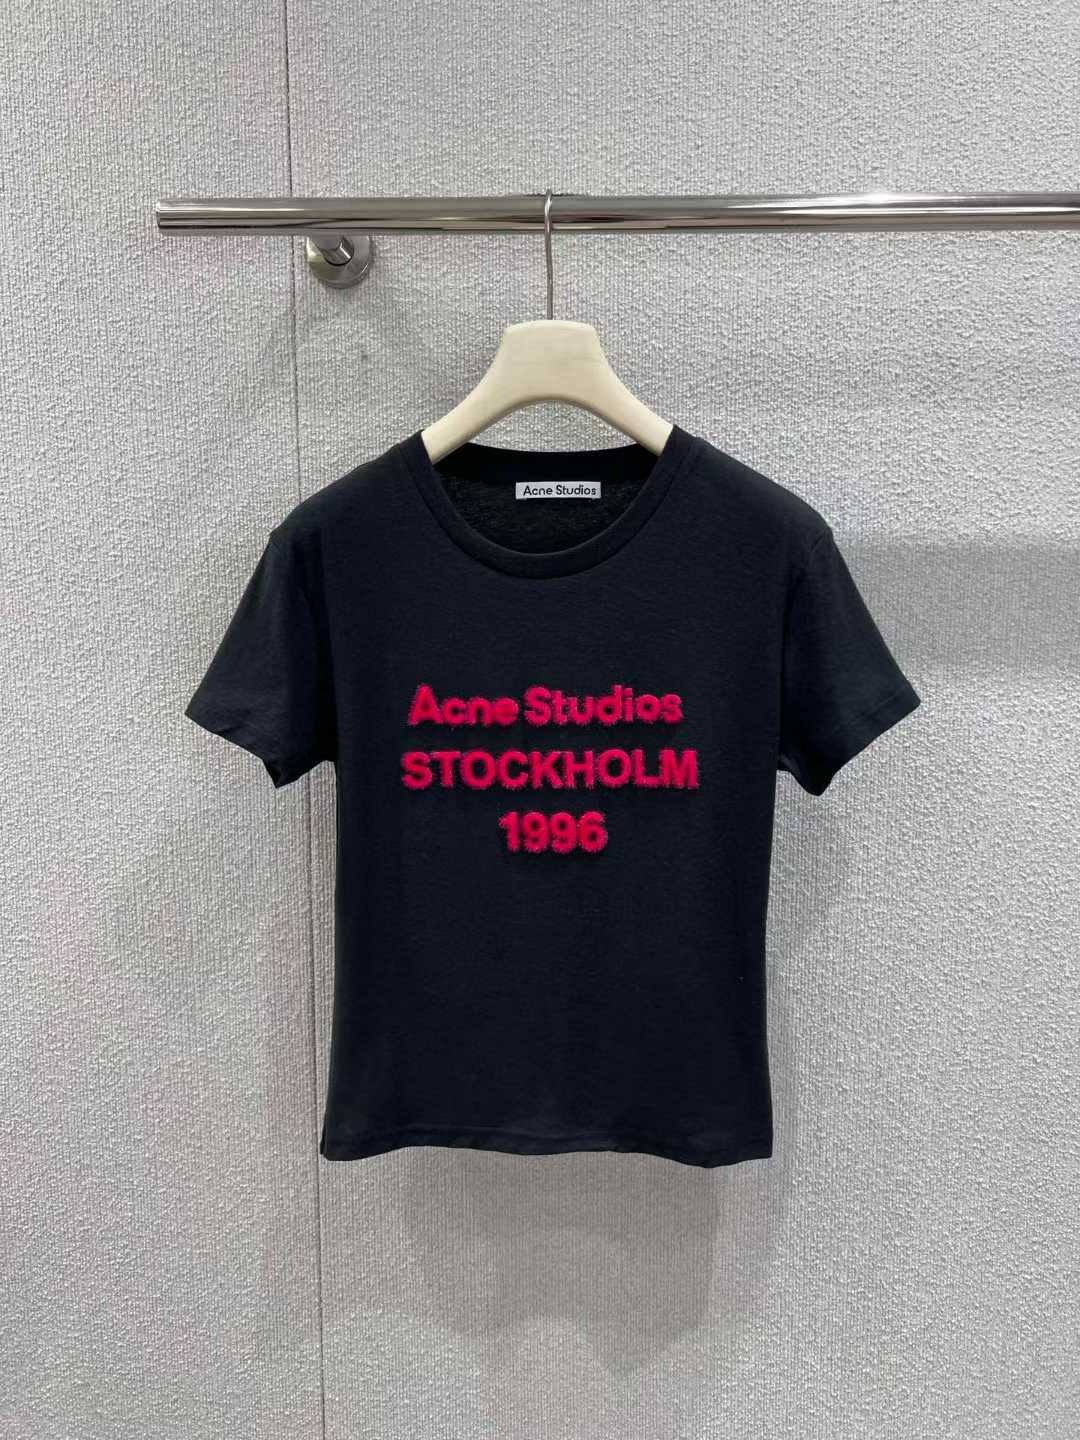 Acne Studios
Acne Studios
STOCKHOLM
1996